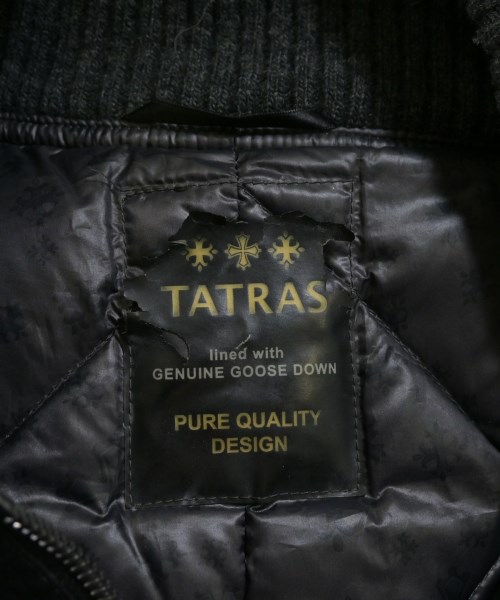 TATRAS
lined with
GENUINE GOOSE DOWN
PURE QUALITY
DESIGN